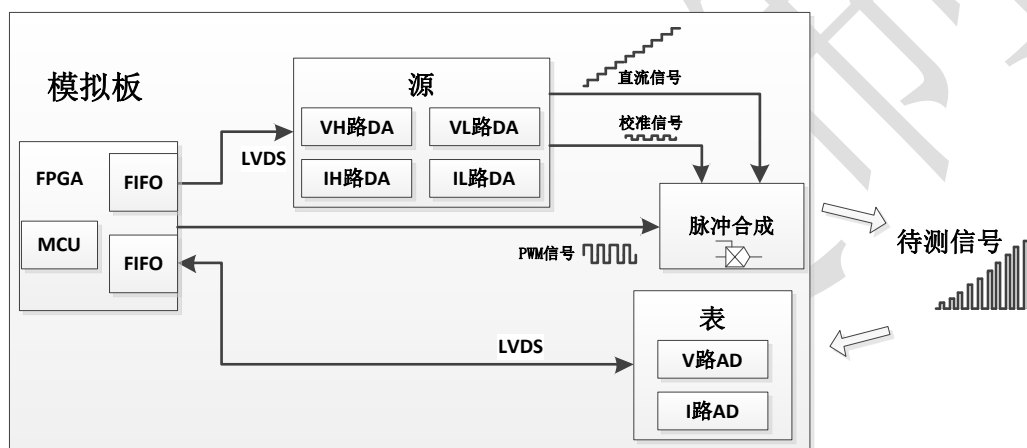 模拟板
源
VH路DA
VL路DA
IH路DA
IL路DA
直流信号
校准信号
LVDS
FPGA
FIFO
MCU
FIFO
脉冲合成
PWM信号
待测信号
LVDS
表
V路AD
I路AD